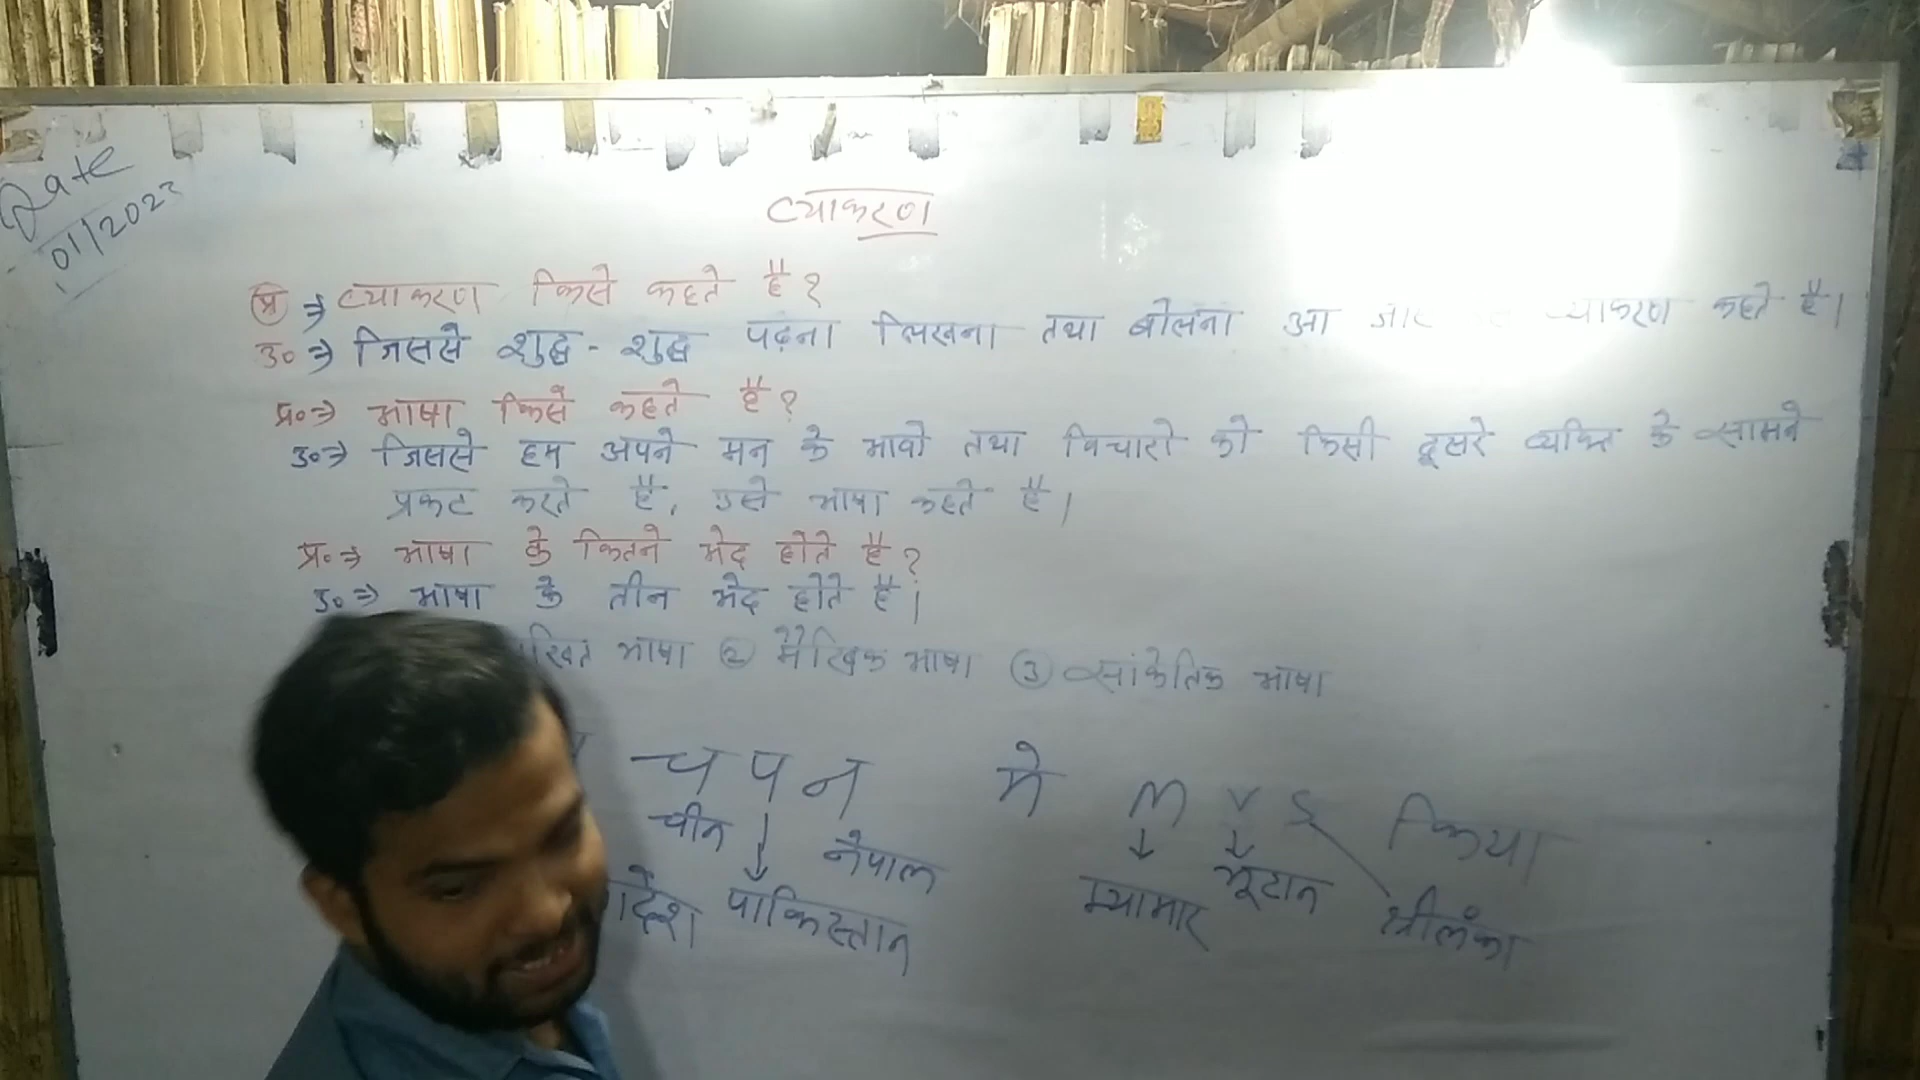 Date
01/2023
व्याकरण
प्र ⇒ व्याकरण किसे कहते है ?
उ० ⇒ जिससे शुद्ध - शुद्ध पढ़ना लिखना तथा बोलना आ व्याकरण कहते है।
प्र० ⇒ भाषा किसे कहते है ?
उ० ⇒ जिससे हम अपने मन के भावो तथा विचारो को किसी दूसरे व्यक्ति के सामने
प्रकट करते है, उसे भाषा कहते है।
प्र० ⇒ भाषा के कितने भेद होते है ?
उ० ⇒ भाषा के तीन भेद होते है।
भाषा ② मैखिक भाषा ③ सांकेतिक भाषा
च प न मे M V S किया
चीन ↓ नेपाल ↓ ↓
पाकिस्तान म्यामार भूटान श्रीलंका